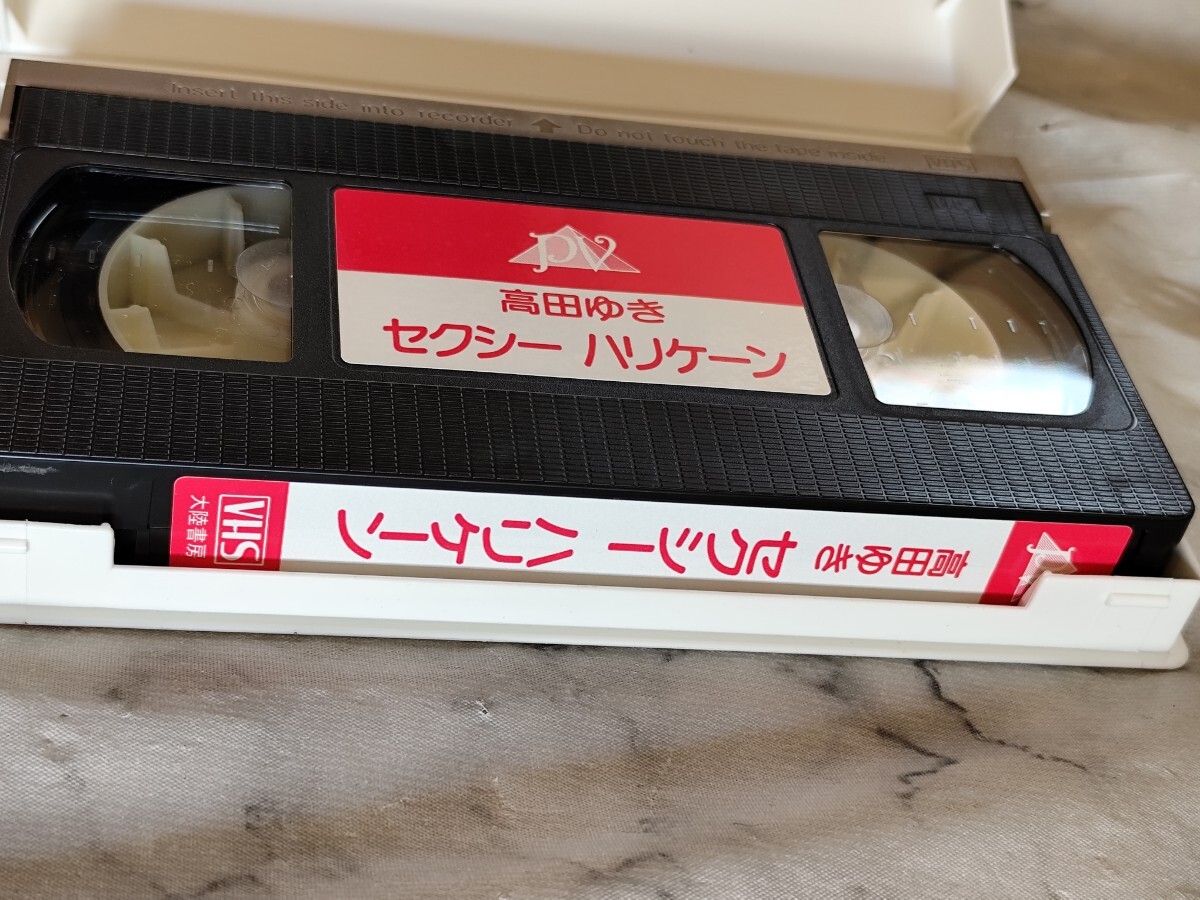 Insert this side into recorder ⬆ Do not touch the tape inside
VHS
PV
高田ゆき
セクシー ハリケーン
高田ゆき セクシー ハリケーン
VHS
大陸書房